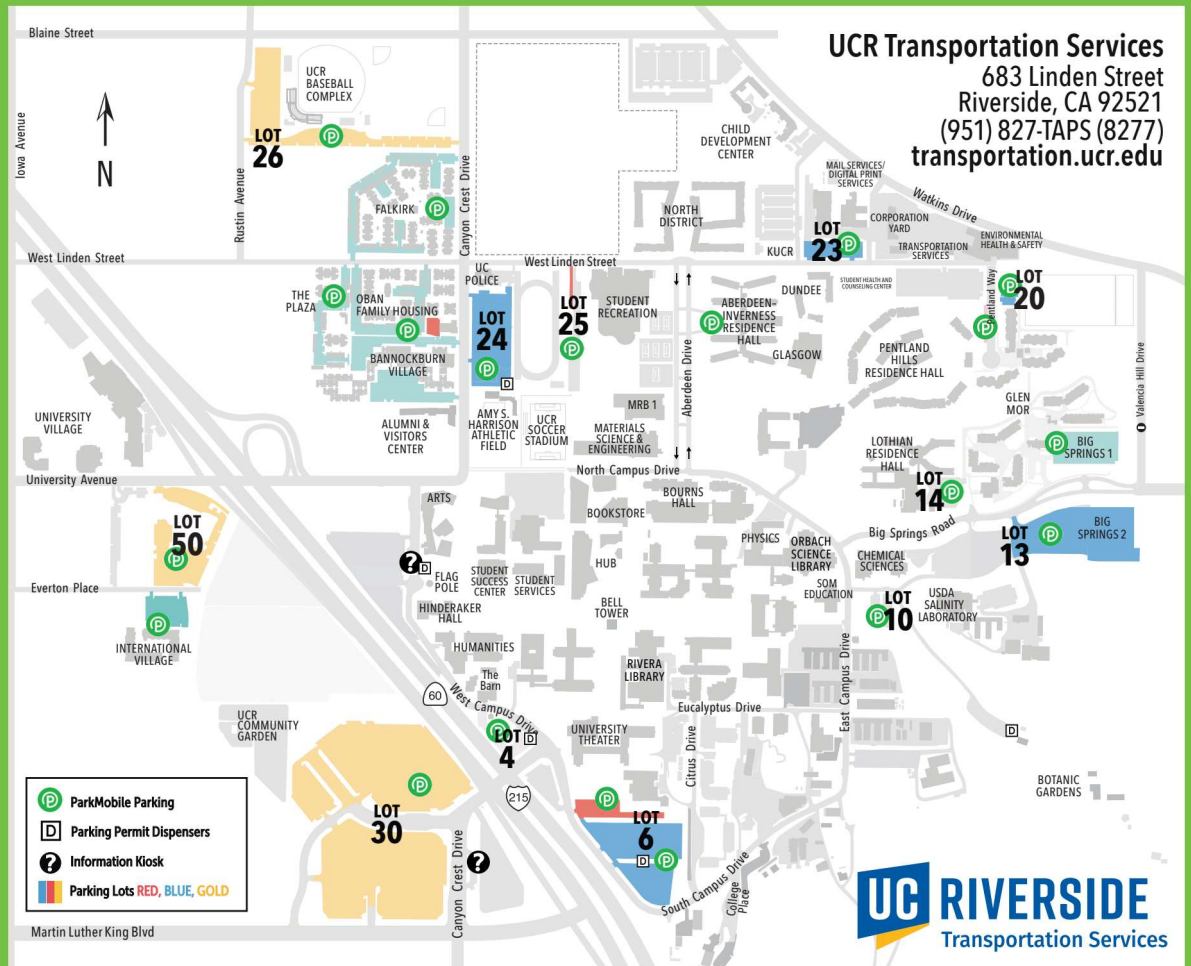 Blaine Street
UCR Transportation Services
683 Linden Street
Riverside, CA 92521
(951) 827-TAPS (8277)
transportation.ucr.edu
Iowa Avenue
N
UCR
BASEBALL
COMPLEX
LOT
26
Rustin Avenue
FALKIRK
Canyon Crest Drive
CHILD
DEVELOPMENT
CENTER
MAIL SERVICES/
DIGITAL PRINT
SERVICES
Watkins Drive
NORTH
DISTRICT
KUCR
LOT
23
CORPORATION
YARD
TRANSPORTATION
SERVICES
ENVIRONMENTAL
HEALTH & SAFETY
West Linden Street
West Linden Street
THE
PLAZA
OBAN
FAMILY HOUSING
BANNOCKBURN
VILLAGE
UC
POLICE
LOT
24
D
LOT
25
STUDENT
RECREATION
Aberdeen Drive
ABERDEEN-
INVERNESS
RESIDENCE
HALL
DUNDEE
GLASGOW
STUDENT HEALTH AND
COUNSELING CENTER
Pentland Way
LOT
20
PENTLAND
HILLS
RESIDENCE HALL
Valencia Hill Drive
GLEN
MOR
UNIVERSITY
VILLAGE
ALUMNI &
VISITORS
CENTER
AMY S.
HARRISON
ATHLETIC
FIELD
UCR
SOCCER
STADIUM
MRB 1
MATERIALS
SCIENCE &
ENGINEERING
LOTHIAN
RESIDENCE
HALL
BIG
SPRINGS 1
University Avenue
North Campus Drive
LOT
14
LOT
50
ARTS
BOOKSTORE
BOURNS
HALL
PHYSICS
ORBACH
SCIENCE
LIBRARY
Big Springs Road
CHEMICAL
SCIENCES
LOT
13
BIG
SPRINGS 2
Everton Place
?
D
FLAG
POLE
STUDENT
SUCCESS
CENTER
STUDENT
SERVICES
HUB
BELL
TOWER
SOM
EDUCATION
LOT
10
USDA
SALINITY
LABORATORY
INTERNATIONAL
VILLAGE
HINDERAKER
HALL
HUMANITIES
The
Barn
RIVERA
LIBRARY
East Campus Drive
60
West Campus Drive
Eucalyptus Drive
UCR
COMMUNITY
GARDEN
LOT
4
D
UNIVERSITY
THEATER
Citrus Drive
D
BOTANIC
GARDENS
215
LOT
30
LOT
6
D
Canyon Crest Drive
?
South Campus Drive
College
Place
P ParkMobile Parking
D Parking Permit Dispensers
? Information Kiosk
Parking Lots RED, BLUE, GOLD
Martin Luther King Blvd
UC RIVERSIDE
Transportation Services